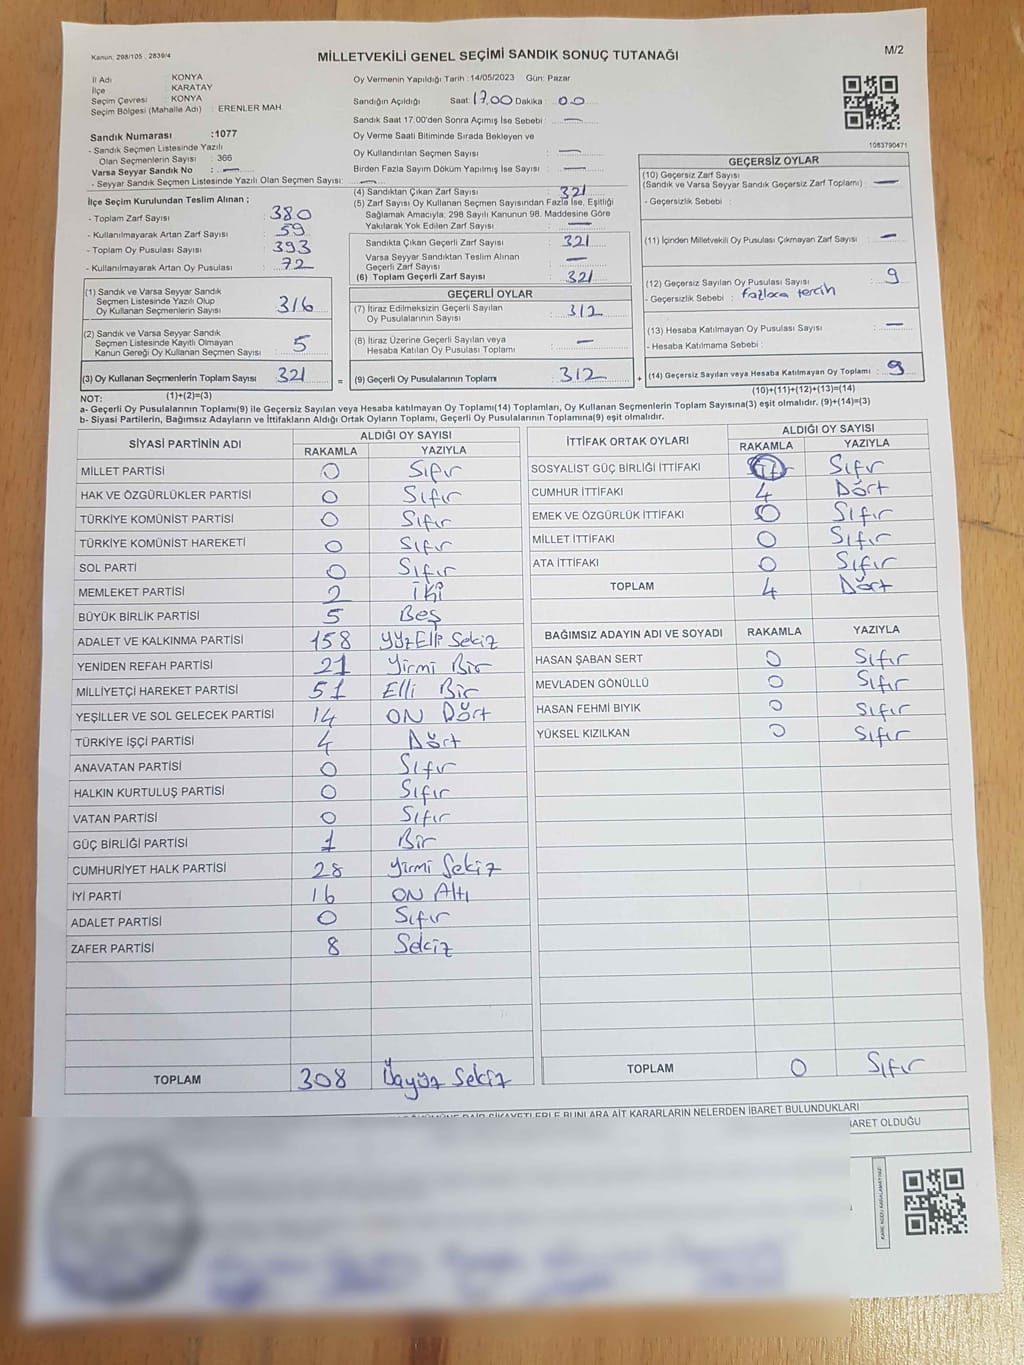 Kanun: 298/105 , 2839/4
MİLLETVEKİLİ GENEL SEÇİMİ SANDIK SONUÇ TUTANAĞI
M/2
İl Adı : KONYA
İlçe : KARATAY
Seçim Çevresi : KONYA
Seçim Bölgesi (Mahalle Adı) : ERENLER MAH.
Sandık Numarası :1077
- Sandık Seçmen Listesinde Yazılı
Olan Seçmenlerin Sayısı : 366
Varsa Seyyar Sandık No : —
- Seyyar Sandık Seçmen Listesinde Yazılı Olan Seçmen Sayısı: —
Oy Vermenin Yapıldığı Tarih :14/05/2023 Gün: Pazar
Sandığın Açıldığı Saat: 17.00 Dakika : 00
Sandık Saat 17:00'den Sonra Açımış İse Sebebi : —
Oy Verme Saati Bitiminde Sırada Bekleyen ve
Oy Kullandırılan Seçmen Sayısı : —
Birden Fazla Sayım Döküm Yapılmış İse Sayısı : —
1083790471
İlçe Seçim Kurulundan Teslim Alınan ;
- Toplam Zarf Sayısı : 380
- Kullanılmayarak Artan Zarf Sayısı : 59
- Toplam Oy Pusulası Sayısı : 393
- Kullanılmayarak Artan Oy Pusulası : 72
(4) Sandıktan Çıkan Zarf Sayısı : 321
(5) Zarf Sayısı Oy Kullanan Seçmen Sayısından Fazla İse, Eşitliği
Sağlamak Amacıyla; 298 Sayılı Kanunun 98. Maddesine Göre
Yakılarak Yok Edilen Zarf Sayısı : —
Sandıkta Çıkan Geçerli Zarf Sayısı : 321
Varsa Seyyar Sandıktan Teslim Alınan
Geçerli Zarf Sayısı : —
(6) Toplam Geçerli Zarf Sayısı : 321
GEÇERSİZ OYLAR
(10) Geçersiz Zarf Sayısı
(Sandık ve Varsa Seyyar Sandık Geçersiz Zarf Toplamı) : —
- Geçersizlik Sebebi :
(11) İçinden Milletvekili Oy Pusulası Çıkmayan Zarf Sayısı : —
(12) Geçersiz Sayılan Oy Pusulası Sayısı : 9
- Geçersizlik Sebebi : fazlaca tercih
(13) Hesaba Katılmayan Oy Pusulası Sayısı : —
- Hesaba Katılmama Sebebi :
(14) Geçersiz Sayılan veya Hesaba Katılmayan Oy Toplamı : 9
(1) Sandık ve Varsa Seyyar Sandık
Seçmen Listesinde Yazılı Olup
Oy Kullanan Seçmenlerin Sayısı : 316
(2) Sandık ve Varsa Seyyar Sandık
Seçmen Listesinde Kayıtlı Olmayan
Kanun Gereği Oy Kullanan Seçmen Sayısı : 5
(3) Oy Kullanan Seçmenlerin Toplam Sayısı : 321
GEÇERLİ OYLAR
(7) İtiraz Edilmeksizin Geçerli Sayılan
Oy Pusulalarının Sayısı : 312
(8) İtiraz Üzerine Geçerli Sayılan veya
Hesaba Katılan Oy Pusulası Toplamı : —
= (9) Geçerli Oy Pusulalarının Toplamı : 312 +
NOT: (1)+(2)=(3)
(10)+(11)+(12)+(13)=(14)
a- Geçerli Oy Pusulalarının Toplamı(9) ile Geçersiz Sayılan veya Hesaba katılmayan Oy Toplamı(14) Toplamları, Oy Kullanan Seçmenlerin Toplam Sayısına(3) eşit olmalıdır. (9)+(14)=(3)
b- Siyasi Partilerin, Bağımsız Adayların ve İttifakların Aldığı Ortak Oyların Toplamı, Geçerli Oy Pusulalarının Toplamına(9) eşit olmalıdır.
SİYASİ PARTİNİN ADI ALDIĞI OY SAYISI
RAKAMLA YAZIYLA
MİLLET PARTİSİ 0 Sıfır
HAK VE ÖZGÜRLÜKLER PARTİSİ 0 Sıfır
TÜRKİYE KOMÜNİST PARTİSİ 0 Sıfır
TÜRKİYE KOMÜNİST HAREKETİ 0 Sıfır
SOL PARTİ 0 Sıfır
MEMLEKET PARTİSİ 2 İki
BÜYÜK BİRLİK PARTİSİ 5 Beş
ADALET VE KALKINMA PARTİSİ 158 YüzElli Sekiz
YENİDEN REFAH PARTİSİ 21 Yirmi Bir
MİLLİYETÇİ HAREKET PARTİSİ 51 Elli Bir
YEŞİLLER VE SOL GELECEK PARTİSİ 14 ON Dört
TÜRKİYE İŞÇİ PARTİSİ 4 Dört
ANAVATAN PARTİSİ 0 Sıfır
HALKIN KURTULUŞ PARTİSİ 0 Sıfır
VATAN PARTİSİ 0 Sıfır
GÜÇ BİRLİĞİ PARTİSİ 1 Bir
CUMHURİYET HALK PARTİSİ 28 Yirmi Sekiz
İYİ PARTİ 16 ON Altı
ADALET PARTİSİ 0 Sıfır
ZAFER PARTİSİ 8 Sekiz
TOPLAM 308 Üçyüz Sekiz
İTTİFAK ORTAK OYLARI ALDIĞI OY SAYISI
RAKAMLA YAZIYLA
SOSYALİST GÜÇ BİRLİĞİ İTTİFAKI Sıfır
CUMHUR İTTİFAKI 4 Dört
EMEK VE ÖZGÜRLÜK İTTİFAKI 0 Sıfır
MİLLET İTTİFAKI 0 Sıfır
ATA İTTİFAKI 0 Sıfır
TOPLAM 4 Dört
BAĞIMSIZ ADAYIN ADI VE SOYADI RAKAMLA YAZIYLA
HASAN ŞABAN SERT 0 Sıfır
MEVLADEN GÖNÜLLÜ 0 Sıfır
HASAN FEHMİ BIYIK 0 Sıfır
YÜKSEL KIZILKAN 0 Sıfır
TOPLAM 0 Sıfır
DAİR ŞİKAYETLERLE BUNLARA AİT KARARLARIN NELERDEN İBARET BULUNDUKLARI
OLDUĞU